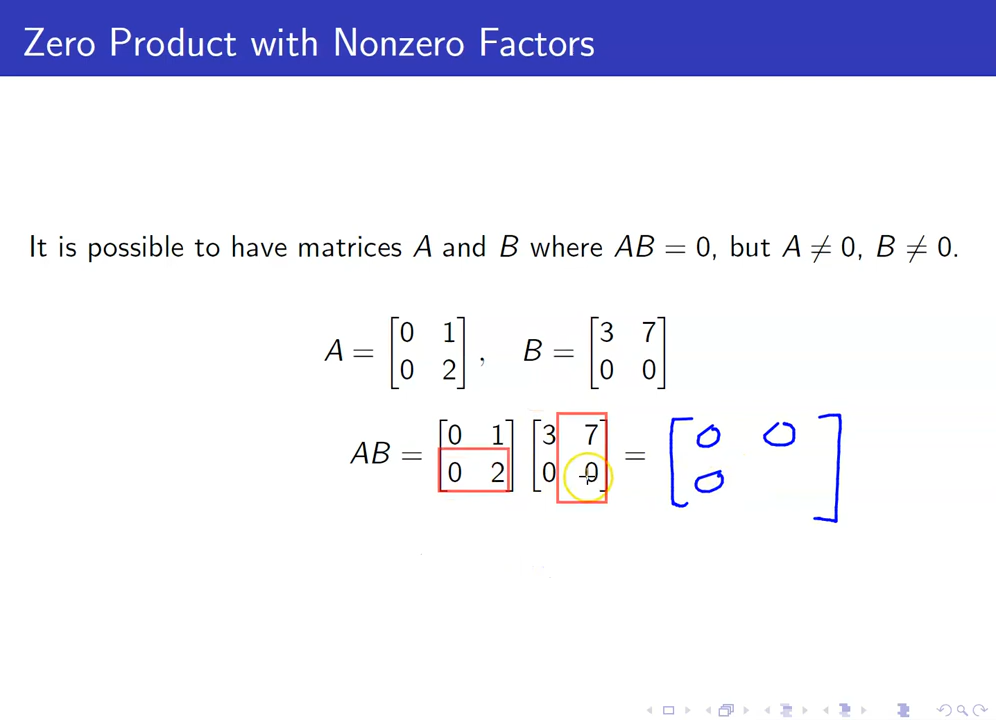 Zero Product with Nonzero Factors
It is possible to have matrices A and B where AB = 0, but A ≠ 0, B ≠ 0.
A = [0 1; 0 2], B = [3 7; 0 0]
AB = [0 1; 0 2] [3 7; 0 0] = [0 0; 0 ]